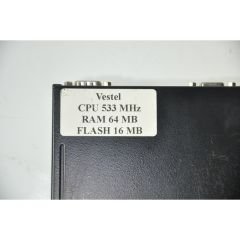 Vestel
CPU 533 MHz
RAM 64 MB
FLASH 16 MB